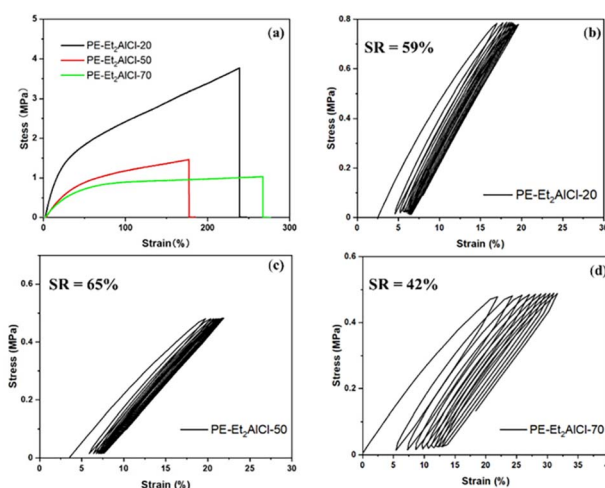 (a)
PE-Et₂AlCl-20
PE-Et₂AlCl-50
PE-Et₂AlCl-70
Stess (MPa)
5
4
3
2
1
0
0 100 200 300
Strain(%)
(b)
SR = 59%
PE-Et₂AlCl-20
Stress (MPa)
0.8
0.6
0.4
0.2
0
0 5 10 15 20 25 30
Strain (%)
(c)
SR = 65%
PE-Et₂AlCl-50
Stress (MPa)
0.6
0.4
0.2
0
0 5 10 15 20 25 30
Strain (%)
(d)
SR = 42%
PE-Et₂AlCl-70
Stress (MPa)
0.6
0.4
0.2
0
0 5 10 15 20 25 30 35
Strain (%)